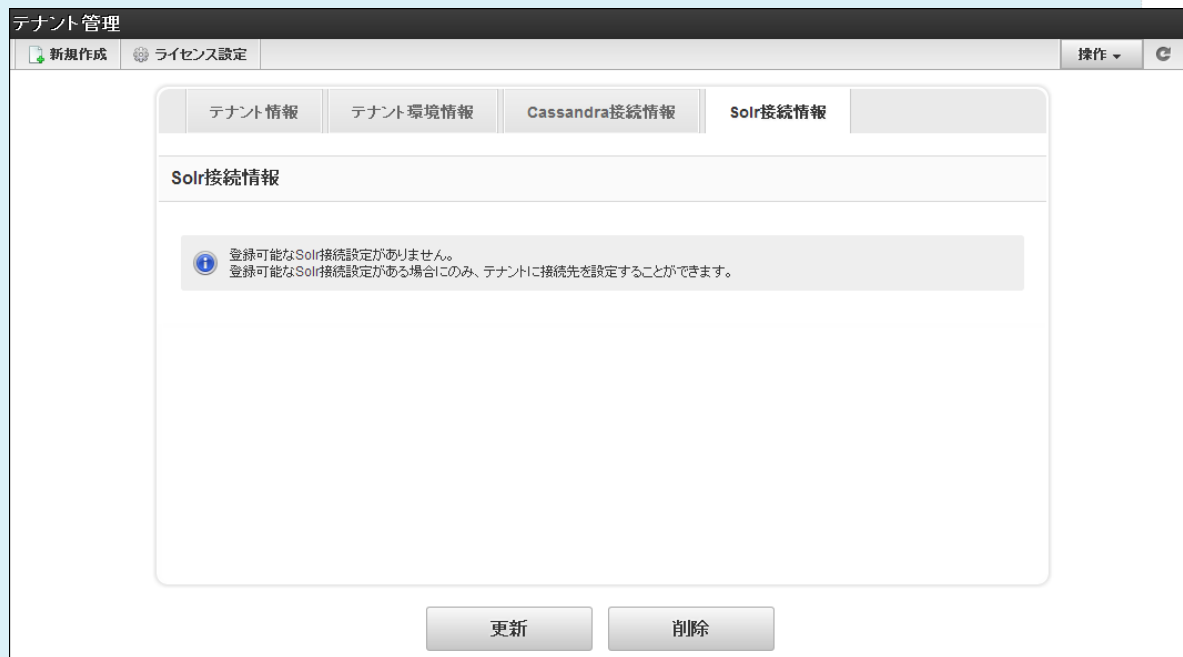 テナント管理
新規作成 ライセンス設定 操作
テナント情報 テナント環境情報 Cassandra接続情報 Solr接続情報
Solr接続情報
登録可能なSolr接続設定がありません。
登録可能なSolr接続設定がある場合にのみ、テナントに接続先を設定することができます。
更新 削除